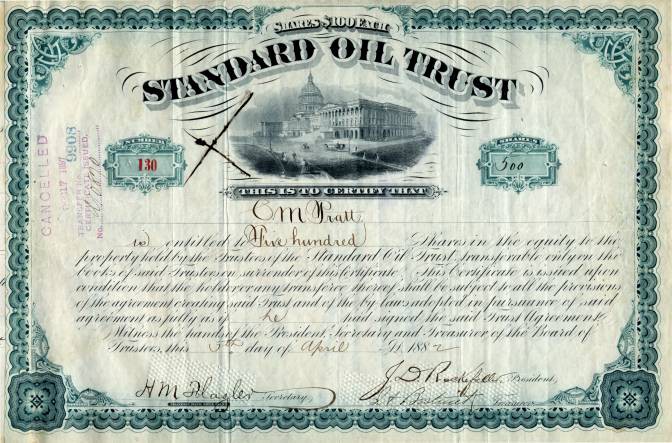 SHARES $100 EACH
STANDARD OIL TRUST
NUMBER
130
SHARES
500
CANCELLED
9908
THIS IS TO CERTIFY THAT
C M Pratt
is entitled to Five hundred Shares in the equity to the
property held by the Trustees of the Standard Oil Trust, transferable only on the
books of said Trustees on surrender of this Certificate. This Certificate is issued upon
condition that the holder or any transferee thereof shall be subject to all the provisions
of the agreement creating said Trust and of the by laws adopted in pursuance of said
agreement as fully as if he had signed the said Trust Agreement.
Witness the hands of the President, Secretary and Treasurer of the Board of
Trustees, this 5th day of April A.D. 1882
H M Flagler Secretary, J. D. Rockefeller President,
Treasurer